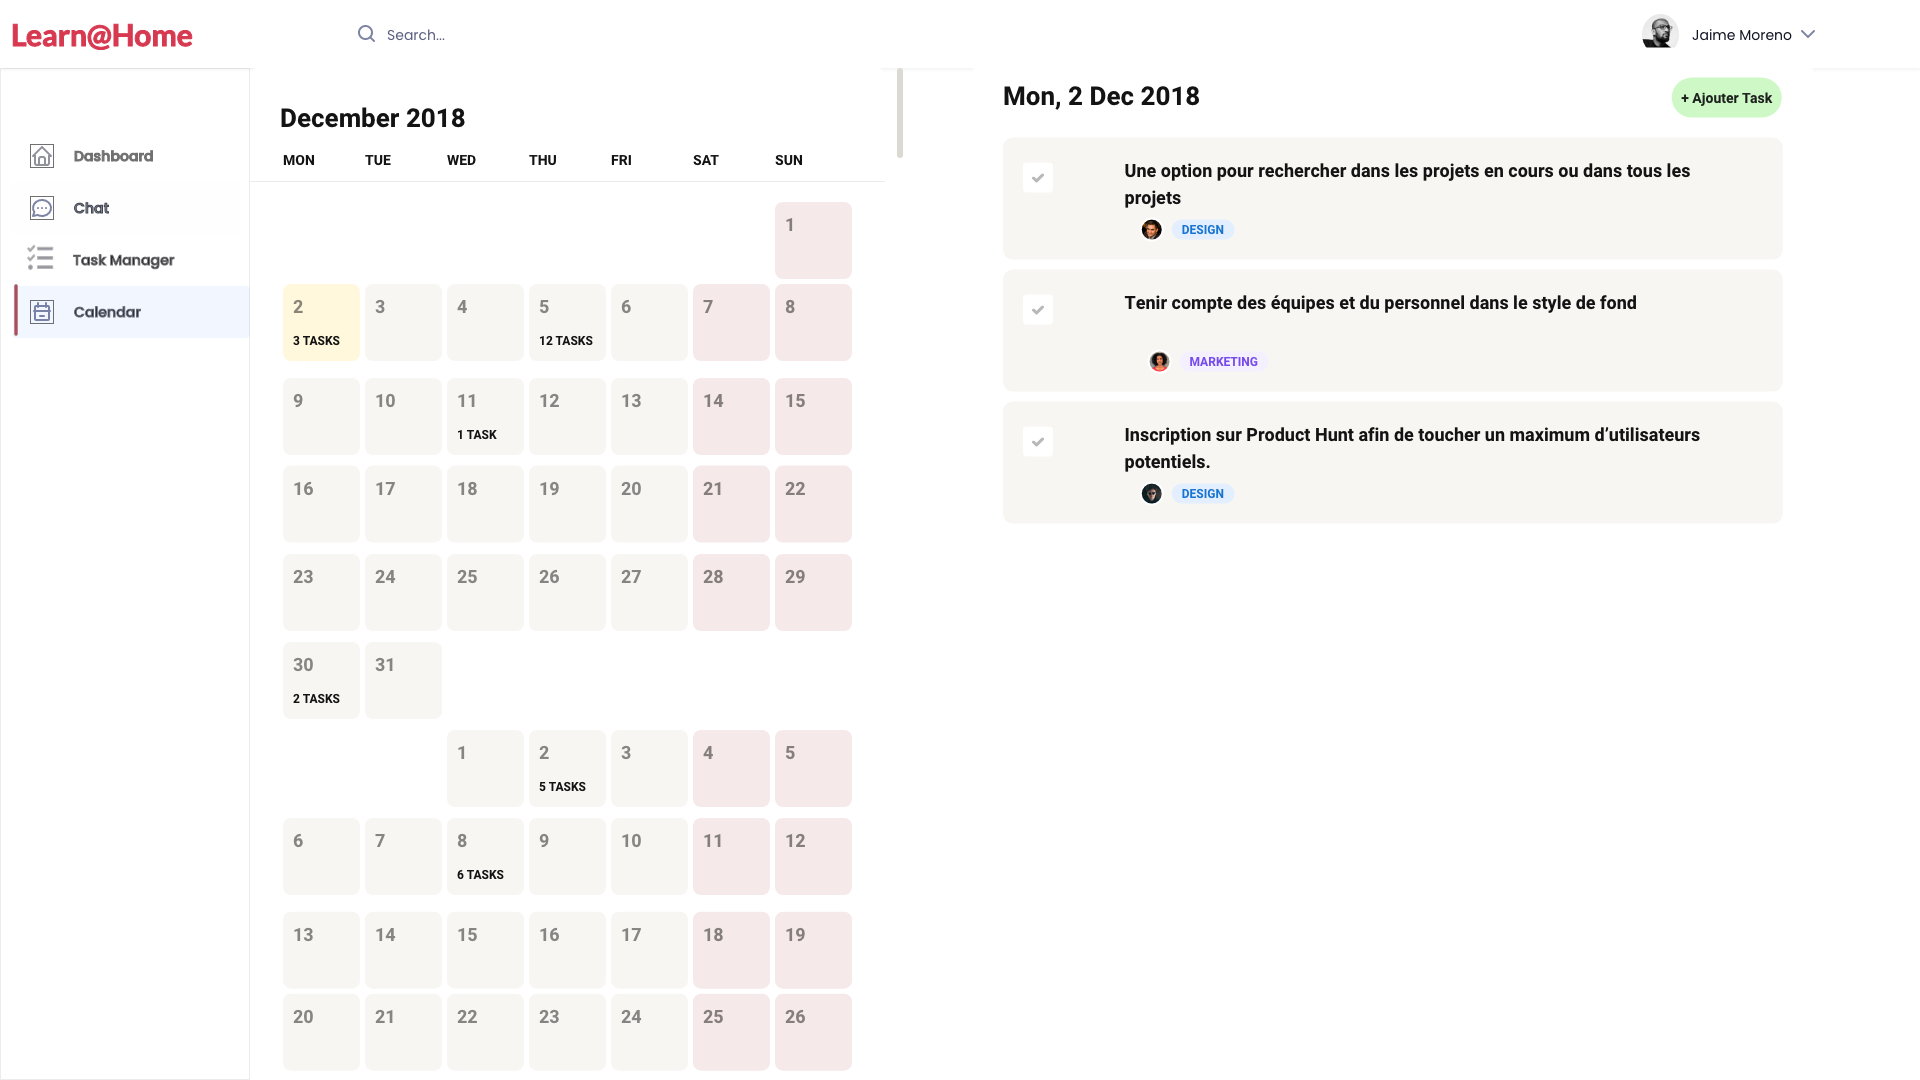 Learn@Home
Search...
Jaime Moreno
Dashboard
Chat
Task Manager
Calendar
December 2018
MON TUE WED THU FRI SAT SUN
1
2 3 4 5 6 7 8
3 TASKS 12 TASKS
9 10 11 12 13 14 15
1 TASK
16 17 18 19 20 21 22
23 24 25 26 27 28 29
30 31
2 TASKS
1 2 3 4 5
5 TASKS
6 7 8 9 10 11 12
6 TASKS
13 14 15 16 17 18 19
20 21 22 23 24 25 26
Mon, 2 Dec 2018
+ Ajouter Task
Une option pour rechercher dans les projets en cours ou dans tous les
projets
DESIGN
Tenir compte des équipes et du personnel dans le style de fond
MARKETING
Inscription sur Product Hunt afin de toucher un maximum d’utilisateurs
potentiels.
DESIGN